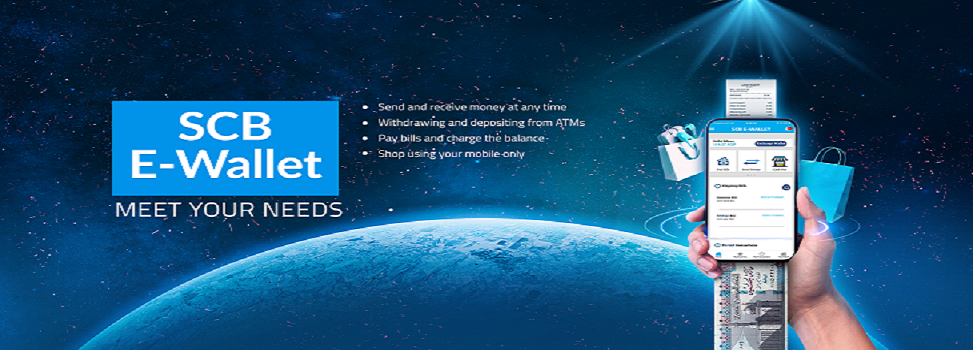 SCB
E-Wallet
MEET YOUR NEEDS
Send and receive money at any time
Withdrawing and depositing from ATMs
Pay bills and charge the balance
Shop using your mobile only
SCB E-WALLET